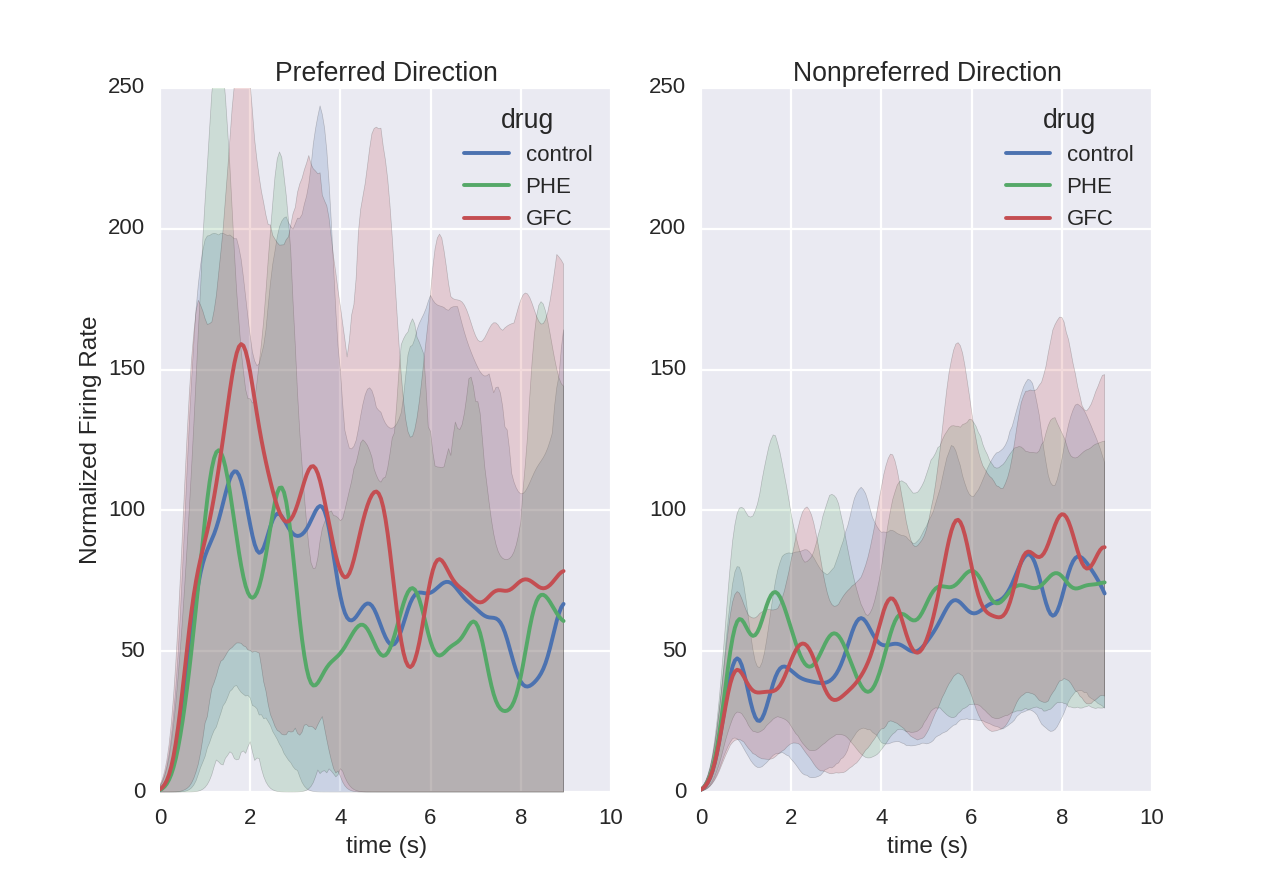 Preferred Direction
Normalized Firing Rate
250
200
150
100
50
0
0 2 4 6 8 10
time (s)
drug
control
PHE
GFC
Nonpreferred Direction
250
200
150
100
50
0
0 2 4 6 8 10
time (s)
drug
control
PHE
GFC